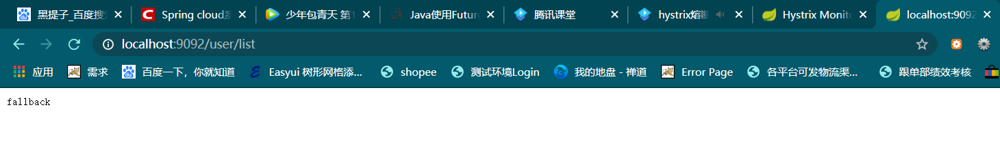 黑提子_百度搜 Spring cloud系 少年包青天 第1 Java使用Future 腾讯课堂 hystrix熔断 Hystrix Monito localhost:9092
localhost:9092/user/list
应用 需求 百度一下，你就知道 Easyui 树形网格添... shopee 测试环境Login 我的地盘 - 禅道 Error Page 各平台可发物流渠... 跟单部绩效考核
fallback